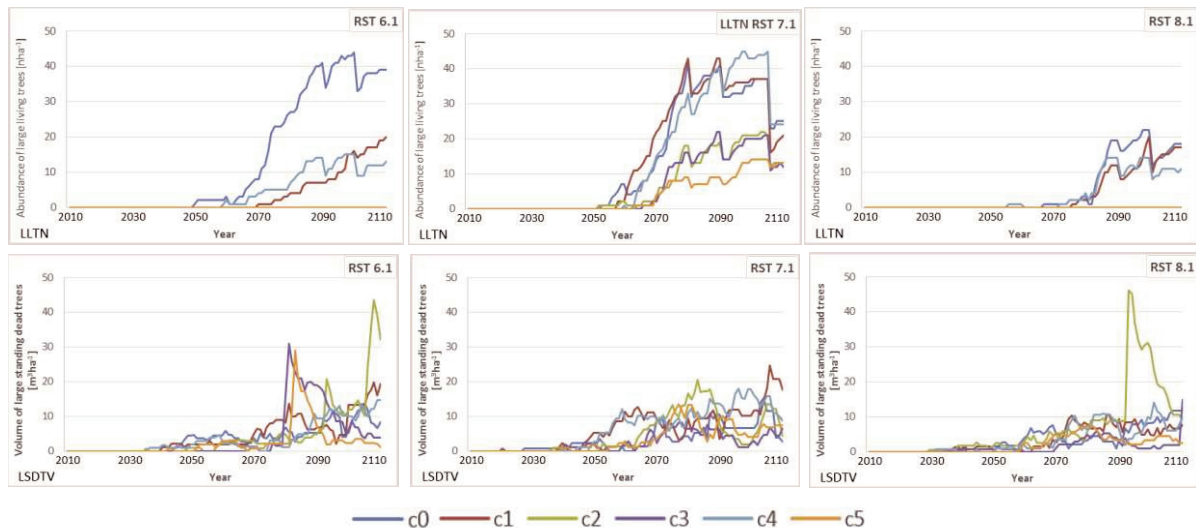 RST 6.1
Abundance of large living trees [nha⁻¹]
50
40
30
20
10
0
2010 2030 2050 2070 2090 2110
LLTN
Year
LLTN RST 7.1
Abundance of large living trees [nha⁻¹]
50
40
30
20
10
0
2010 2030 2050 2070 2090 2110
LLTN
Year
RST 8.1
Abundance of large living trees [nha⁻¹]
50
40
30
20
10
0
2010 2030 2050 2070 2090 2110
LLTN
Year
RST 6.1
Volume of large standing dead trees
[m³ha⁻¹]
50
40
30
20
10
0
2010 2030 2050 2070 2090 2110
LSDTV
Year
RST 7.1
Volume of large standing dead trees
[m³ha⁻¹]
50
40
30
20
10
0
2010 2030 2050 2070 2090 2110
LSDTV
Year
RST 8.1
Volume of large standing dead trees
[m³ha⁻¹]
50
40
30
20
10
0
2010 2030 2050 2070 2090 2110
LSDTV
Year
c0 c1 c2 c3 c4 c5